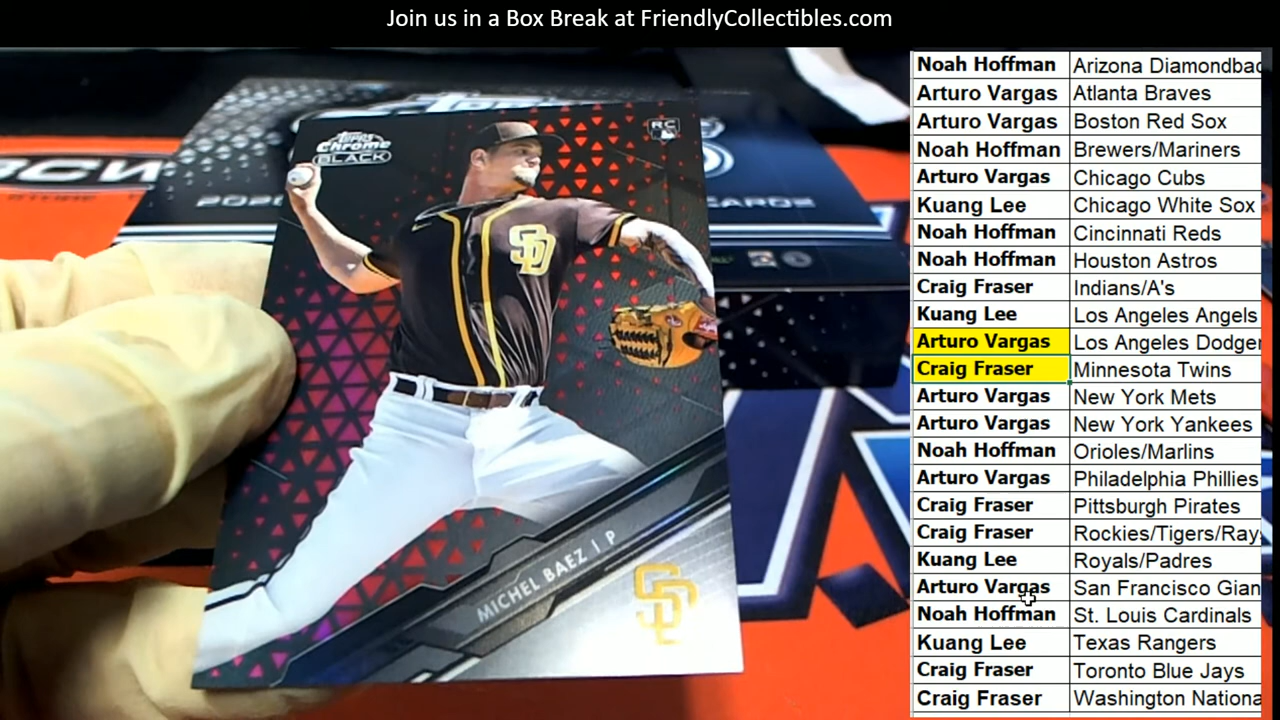 Join us in a Box Break at FriendlyCollectibles.com
Topps
Chrome
BLACK
RC
SD
MICHEL BAEZ | P
SD
BCW
Noah Hoffman Arizona Diamondbac
Arturo Vargas Atlanta Braves
Arturo Vargas Boston Red Sox
Noah Hoffman Brewers/Mariners
Arturo Vargas Chicago Cubs
Kuang Lee Chicago White Sox
Noah Hoffman Cincinnati Reds
Noah Hoffman Houston Astros
Craig Fraser Indians/A's
Kuang Lee Los Angeles Angels
Arturo Vargas Los Angeles Dodger
Craig Fraser Minnesota Twins
Arturo Vargas New York Mets
Arturo Vargas New York Yankees
Noah Hoffman Orioles/Marlins
Arturo Vargas Philadelphia Phillies
Craig Fraser Pittsburgh Pirates
Craig Fraser Rockies/Tigers/Ray
Kuang Lee Royals/Padres
Arturo Vargas San Francisco Gian
Noah Hoffman St. Louis Cardinals
Kuang Lee Texas Rangers
Craig Fraser Toronto Blue Jays
Craig Fraser Washington Nationa